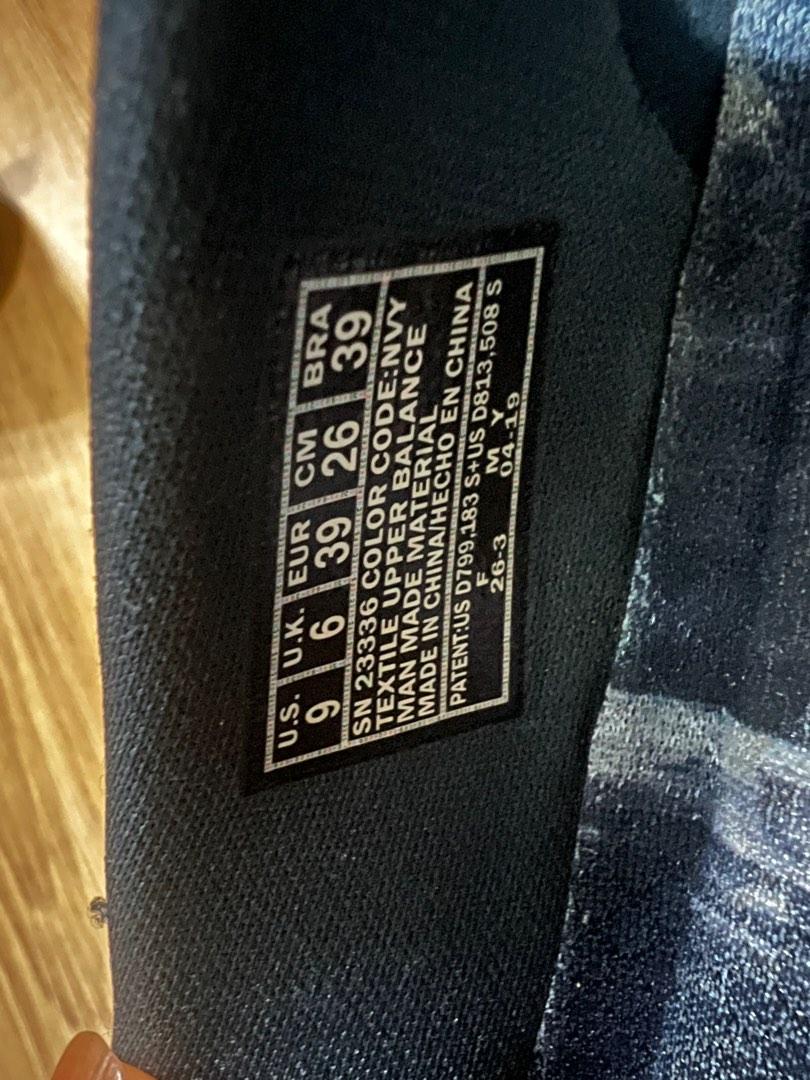 U.S. U.K. EUR CM BRA
9 6 39 26 39
SN 23336 COLOR CODE:NVY
TEXTILE UPPER BALANCE
MAN MADE MATERIAL
MADE IN CHINA/HECHO EN CHINA
PATENT:US D799,183 S+US D813,508 S
F M Y
26-3 04-19